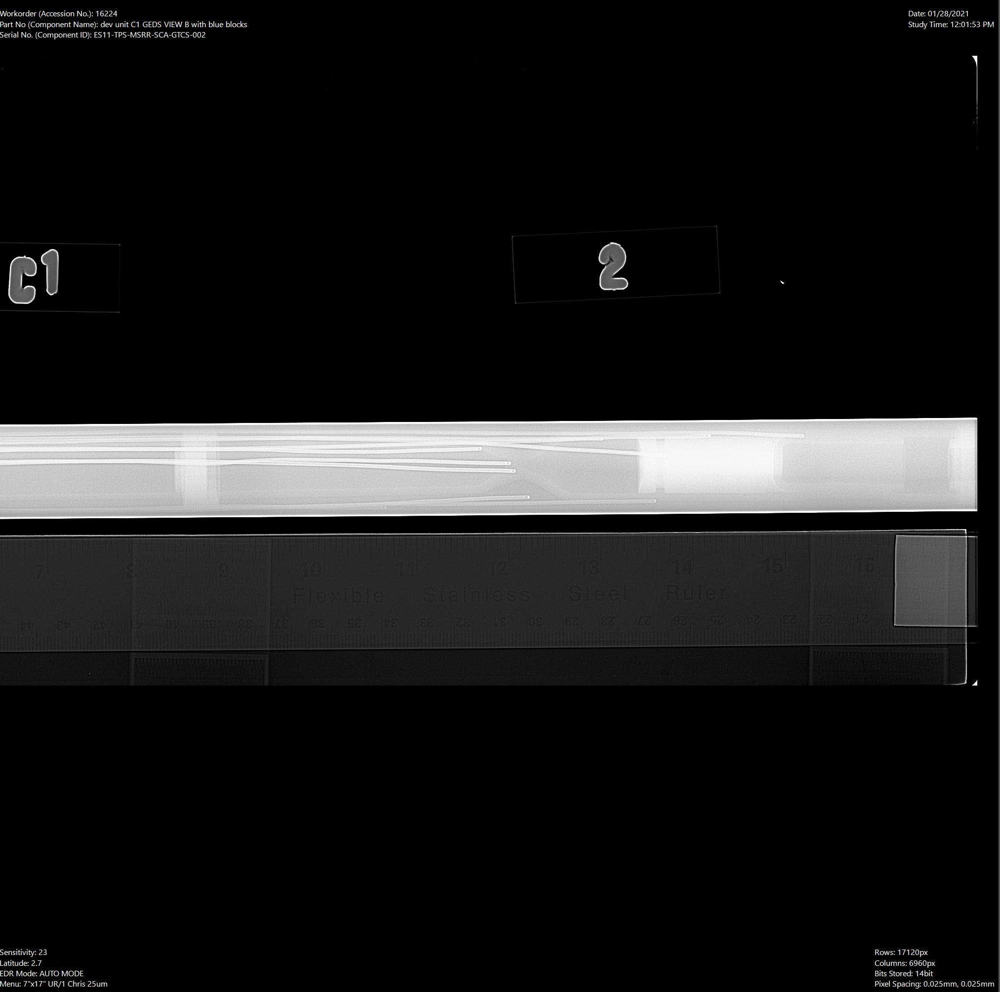 Workorder (Accession No.): 16224
Part No (Component Name): dev unit C1 GEDS VIEW B with blue blocks
Serial No. (Component ID): ES11-TPS-MSRR-SCA-GTCS-002
Date: 01/28/2021
Study Time: 12:01:53 PM
C1
2
7 8 9 10 11 12 13 14 15 16
Flexible Stainless Steel Ruler
44 43 42 41 40 39 38 37 36 35 34 33 32 31 30 29 28 27 26 25 24 23 22 21
Sensitivity: 23
Latitude: 2.7
EDR Mode: AUTO MODE
Menu: 7"x17" UR/1 Chris 25um
Rows: 17120px
Columns: 6960px
Bits Stored: 14bit
Pixel Spacing: 0.025mm, 0.025mm